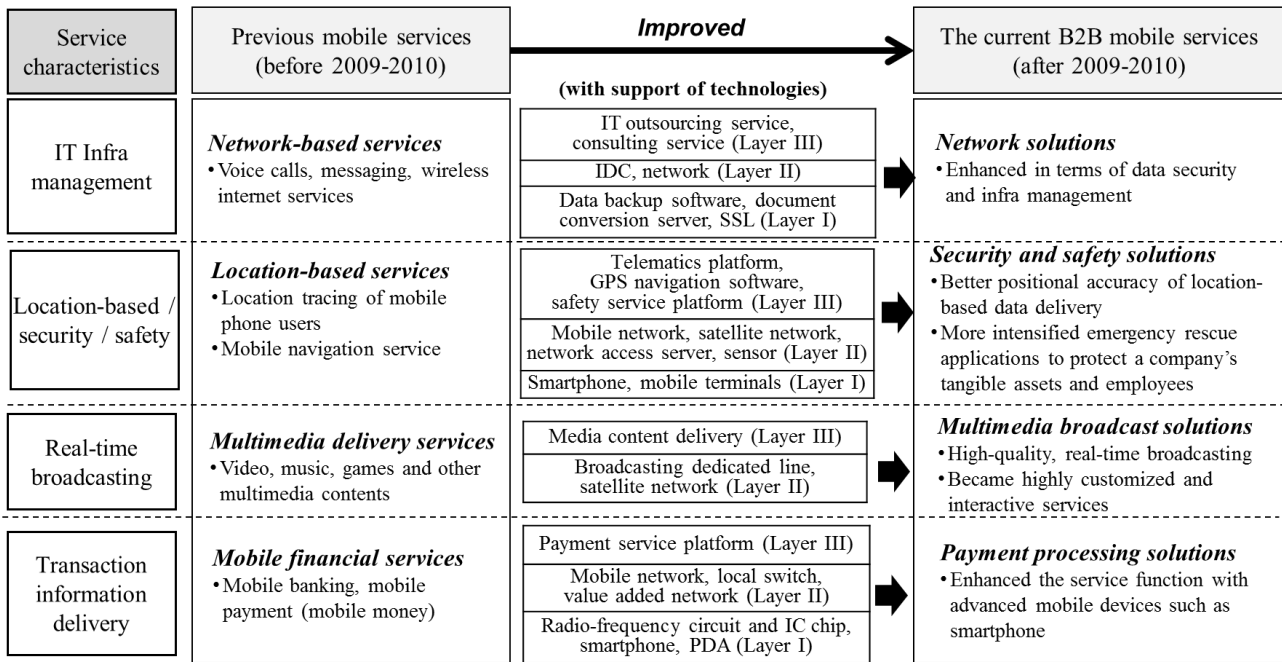 Service
characteristics
Previous mobile services
(before 2009-2010)
Improved
The current B2B mobile services
(after 2009-2010)
(with support of technologies)
IT Infra
management
Network-based services
•Voice calls, messaging, wireless
internet services
IT outsourcing service,
consulting service (Layer III)
IDC, network (Layer II)
Data backup software, document
conversion server, SSL (Layer I)
Network solutions
•Enhanced in terms of data security
and infra management
Location-based /
security / safety
Location-based services
•Location tracing of mobile
phone users
•Mobile navigation service
Telematics platform,
GPS navigation software,
safety service platform (Layer III)
Mobile network, satellite network,
network access server, sensor (Layer II)
Smartphone, mobile terminals (Layer I)
Security and safety solutions
•Better positional accuracy of location-
based data delivery
•More intensified emergency rescue
applications to protect a company's
tangible assets and employees
Real-time
broadcasting
Multimedia delivery services
•Video, music, games and other
multimedia contents
Media content delivery (Layer III)
Broadcasting dedicated line,
satellite network (Layer II)
Multimedia broadcast solutions
•High-quality, real-time broadcasting
•Became highly customized and
interactive services
Transaction
information
delivery
Mobile financial services
•Mobile banking, mobile
payment (mobile money)
Payment service platform (Layer III)
Mobile network, local switch,
value added network (Layer II)
Radio-frequency circuit and IC chip,
smartphone, PDA (Layer I)
Payment processing solutions
•Enhanced the service function with
advanced mobile devices such as
smartphone